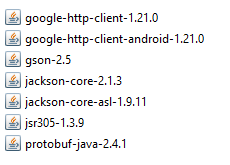 google-http-client-1.21.0
google-http-client-android-1.21.0
gson-2.5
jackson-core-2.1.3
jackson-core-asl-1.9.11
jsr305-1.3.9
protobuf-java-2.4.1